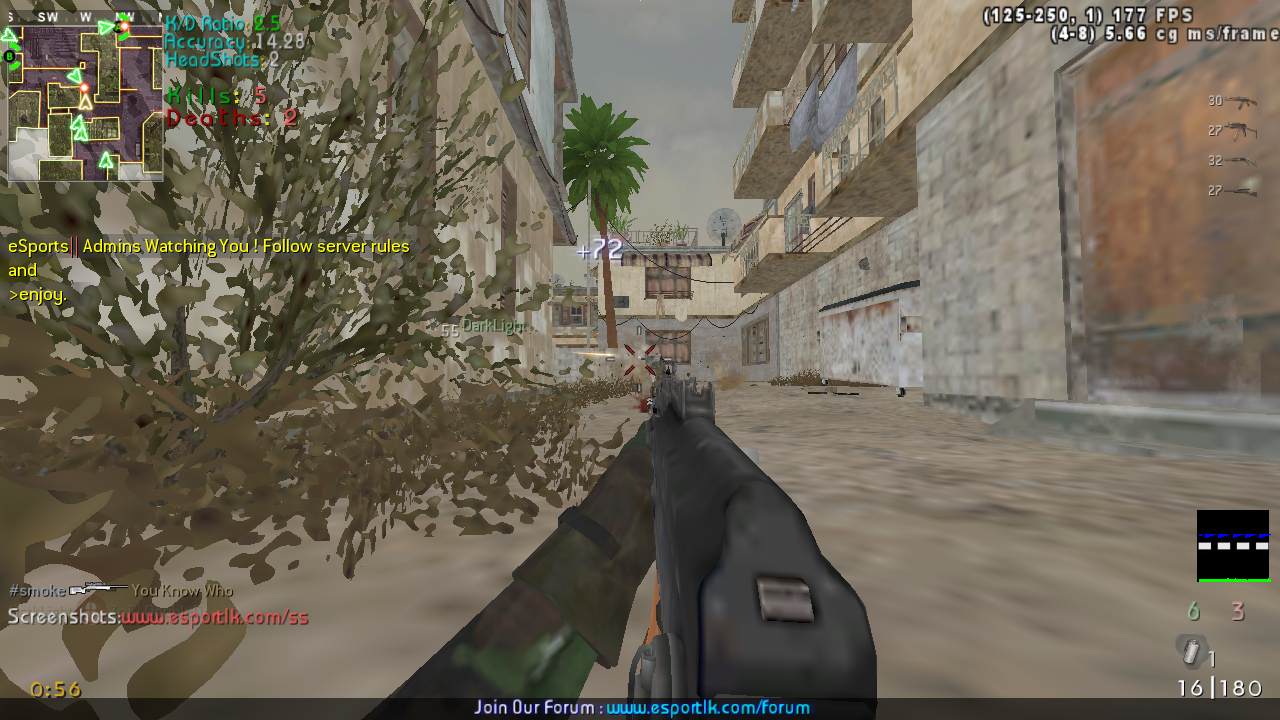 S SW W NW N
K/D Ratio: 2.5
Accuracy: 14.28
HeadShots: 2
Kills: 5
Deaths: 2
(125-250, 1) 177 FPS
(4-8) 5.66 cg ms/frame
30
27
32
27
B
eSports|| Admins Watching You ! Follow server rules
and
>enjoy.
+72
55 DarkLight
#smoke You Know Who
Screenshots:www.esportlk.com/ss
6 3
1
0:56
16|180
Join Our Forum : www.esportlk.com/forum